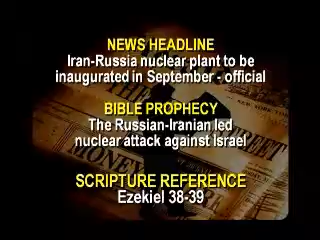 NEWS HEADLINE
Iran-Russia nuclear plant to be
inaugurated in September - official
BIBLE PROPHECY
The Russian-Iranian led
nuclear attack against Israel
SCRIPTURE REFERENCE
Ezekiel 38-39